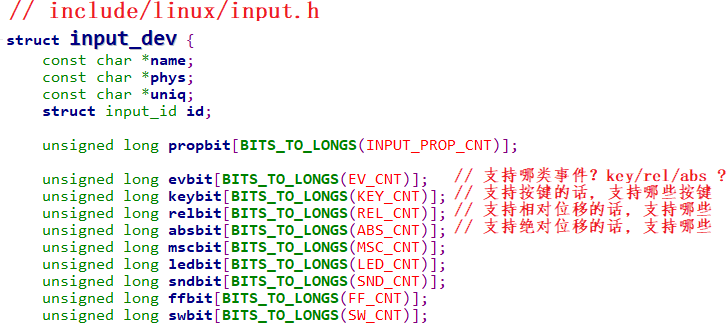 // include/linux/input.h
struct input_dev {
const char *name;
const char *phys;
const char *uniq;
struct input_id id;
unsigned long propbit[BITS_TO_LONGS(INPUT_PROP_CNT)];
unsigned long evbit[BITS_TO_LONGS(EV_CNT)]; // 支持哪类事件? key/rel/abs ?
unsigned long keybit[BITS_TO_LONGS(KEY_CNT)]; // 支持按键的话, 支持哪些按键
unsigned long relbit[BITS_TO_LONGS(REL_CNT)]; // 支持相对位移的话, 支持哪些
unsigned long absbit[BITS_TO_LONGS(ABS_CNT)]; // 支持绝对位移的话, 支持哪些
unsigned long mscbit[BITS_TO_LONGS(MSC_CNT)];
unsigned long ledbit[BITS_TO_LONGS(LED_CNT)];
unsigned long sndbit[BITS_TO_LONGS(SND_CNT)];
unsigned long ffbit[BITS_TO_LONGS(FF_CNT)];
unsigned long swbit[BITS_TO_LONGS(SW_CNT)];